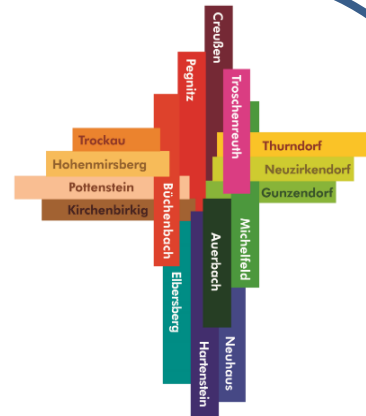 Creußen
Pegnitz
Troschenreuth
Trockau
Thurndorf
Hohenmirsberg
Neuzirkendorf
Pottenstein
Gunzendorf
Kirchenbirkig
Büchenbach
Auerbach
Michelfeld
Elbersberg
Hartenstein
Neuhaus